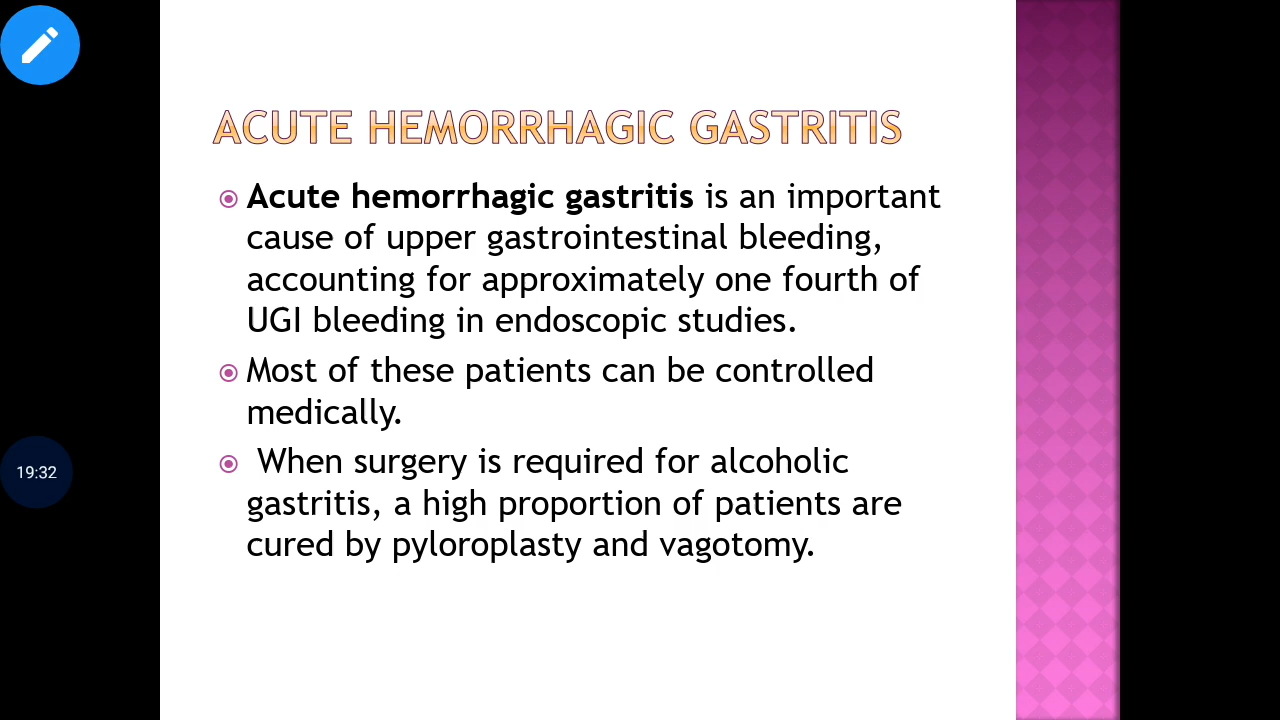 ACUTE HEMORRHAGIC GASTRITIS
Acute hemorrhagic gastritis is an important
cause of upper gastrointestinal bleeding,
accounting for approximately one fourth of
UGI bleeding in endoscopic studies.
Most of these patients can be controlled
medically.
When surgery is required for alcoholic
gastritis, a high proportion of patients are
cured by pyloroplasty and vagotomy.
19:32